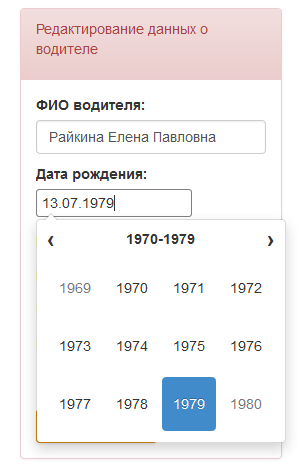 Редактирование данных о
водителе
ФИО водителя:
Райкина Елена Павловна
Дата рождения:
13.07.1979
‹ 1970-1979 ›
1969 1970 1971 1972
1973 1974 1975 1976
1977 1978 1979 1980